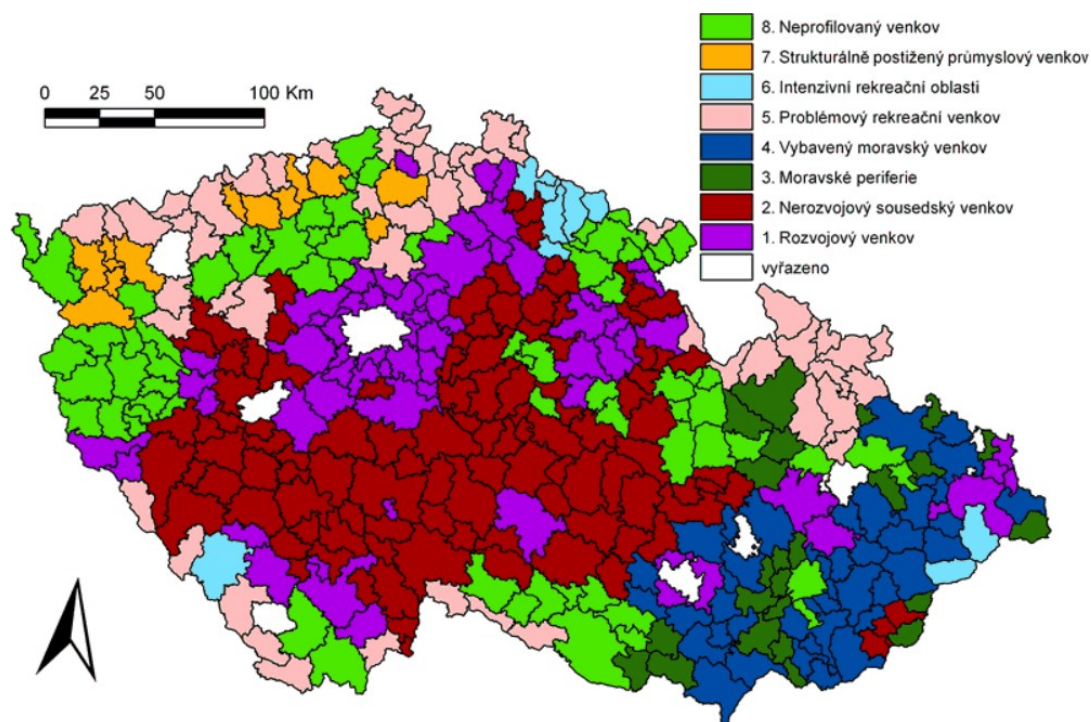 8. Neprofilovaný venkov
7. Strukturálně postižený průmyslový venkov
6. Intenzivní rekreační oblasti
5. Problémový rekreační venkov
4. Vybavený moravský venkov
3. Moravské periferie
2. Nerozvojový sousedský venkov
1. Rozvojový venkov
vyřazeno
0 25 50 100 Km